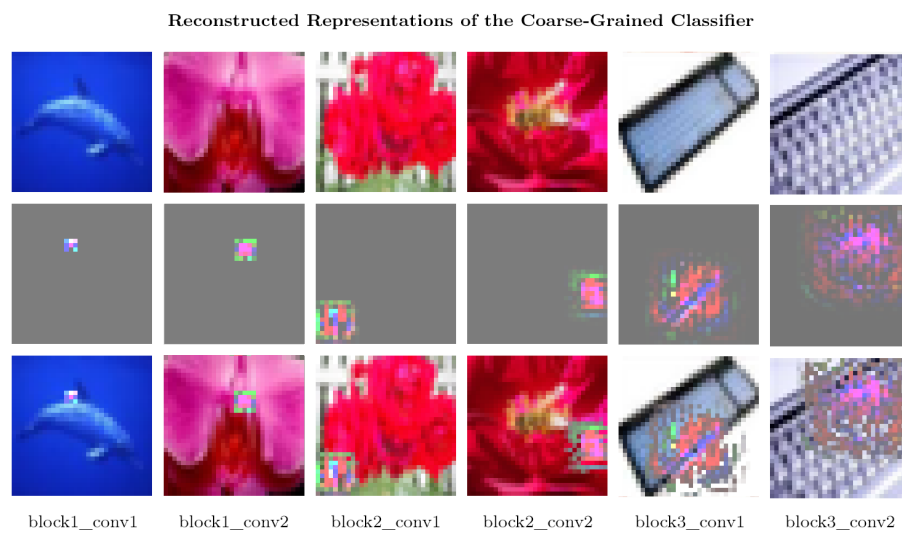 Reconstructed Representations of the Coarse-Grained Classifier
block1_conv1 block1_conv2 block2_conv1 block2_conv2 block3_conv1 block3_conv2